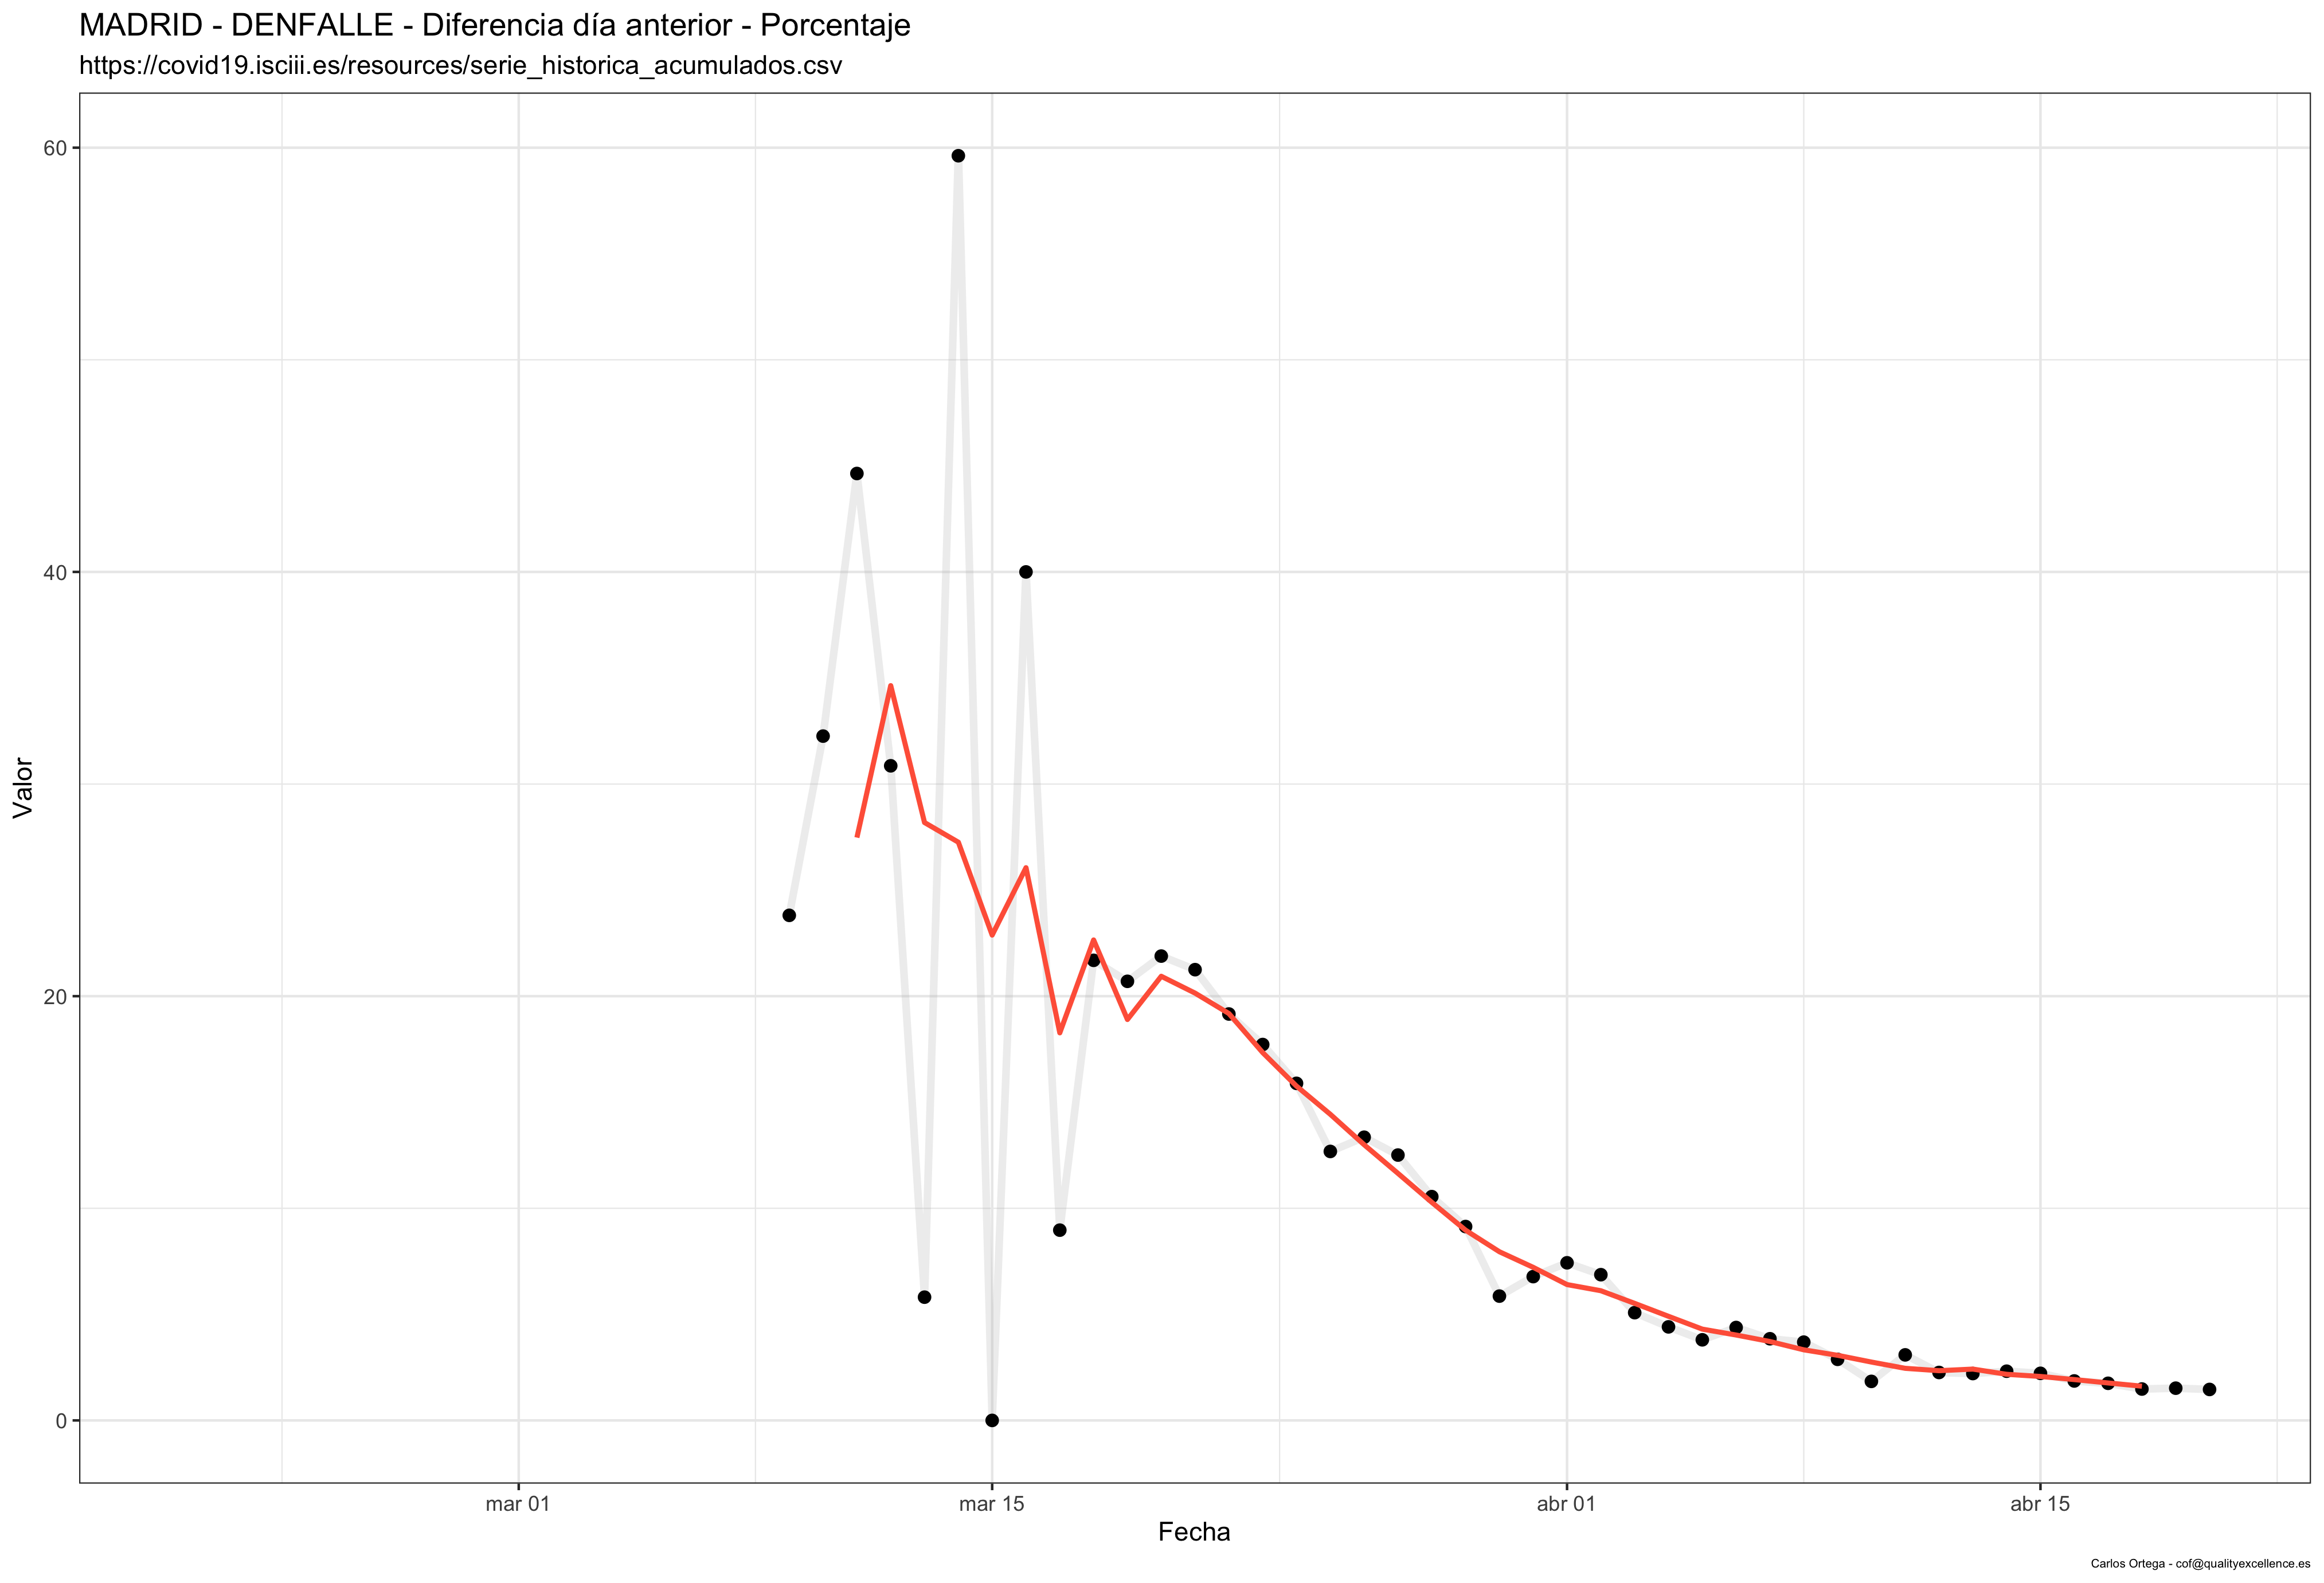 MADRID - DENFALLE - Diferencia día anterior - Porcentaje
https://covid19.isciii.es/resources/serie_historica_acumulados.csv
60
40
20
0
Valor
mar 01
mar 15
abr 01
abr 15
Fecha
Carlos Ortega - cof@qualityexcellence.es